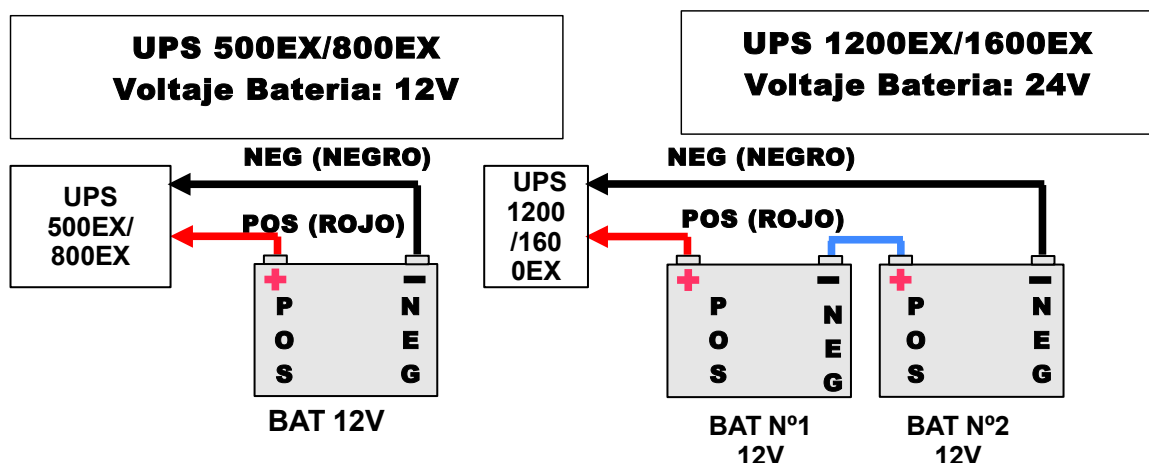 UPS 500EX/800EX
Voltaje Bateria: 12V
UPS 1200EX/1600EX
Voltaje Bateria: 24V
NEG (NEGRO)
UPS
500EX/
800EX
POS (ROJO)
+
−
P
O
S
N
E
G
BAT 12V
NEG (NEGRO)
UPS
1200
/160
0EX
POS (ROJO)
+
−
P
O
S
N
E
G
BAT Nº1
12V
+
−
P
O
S
N
E
G
BAT Nº2
12V